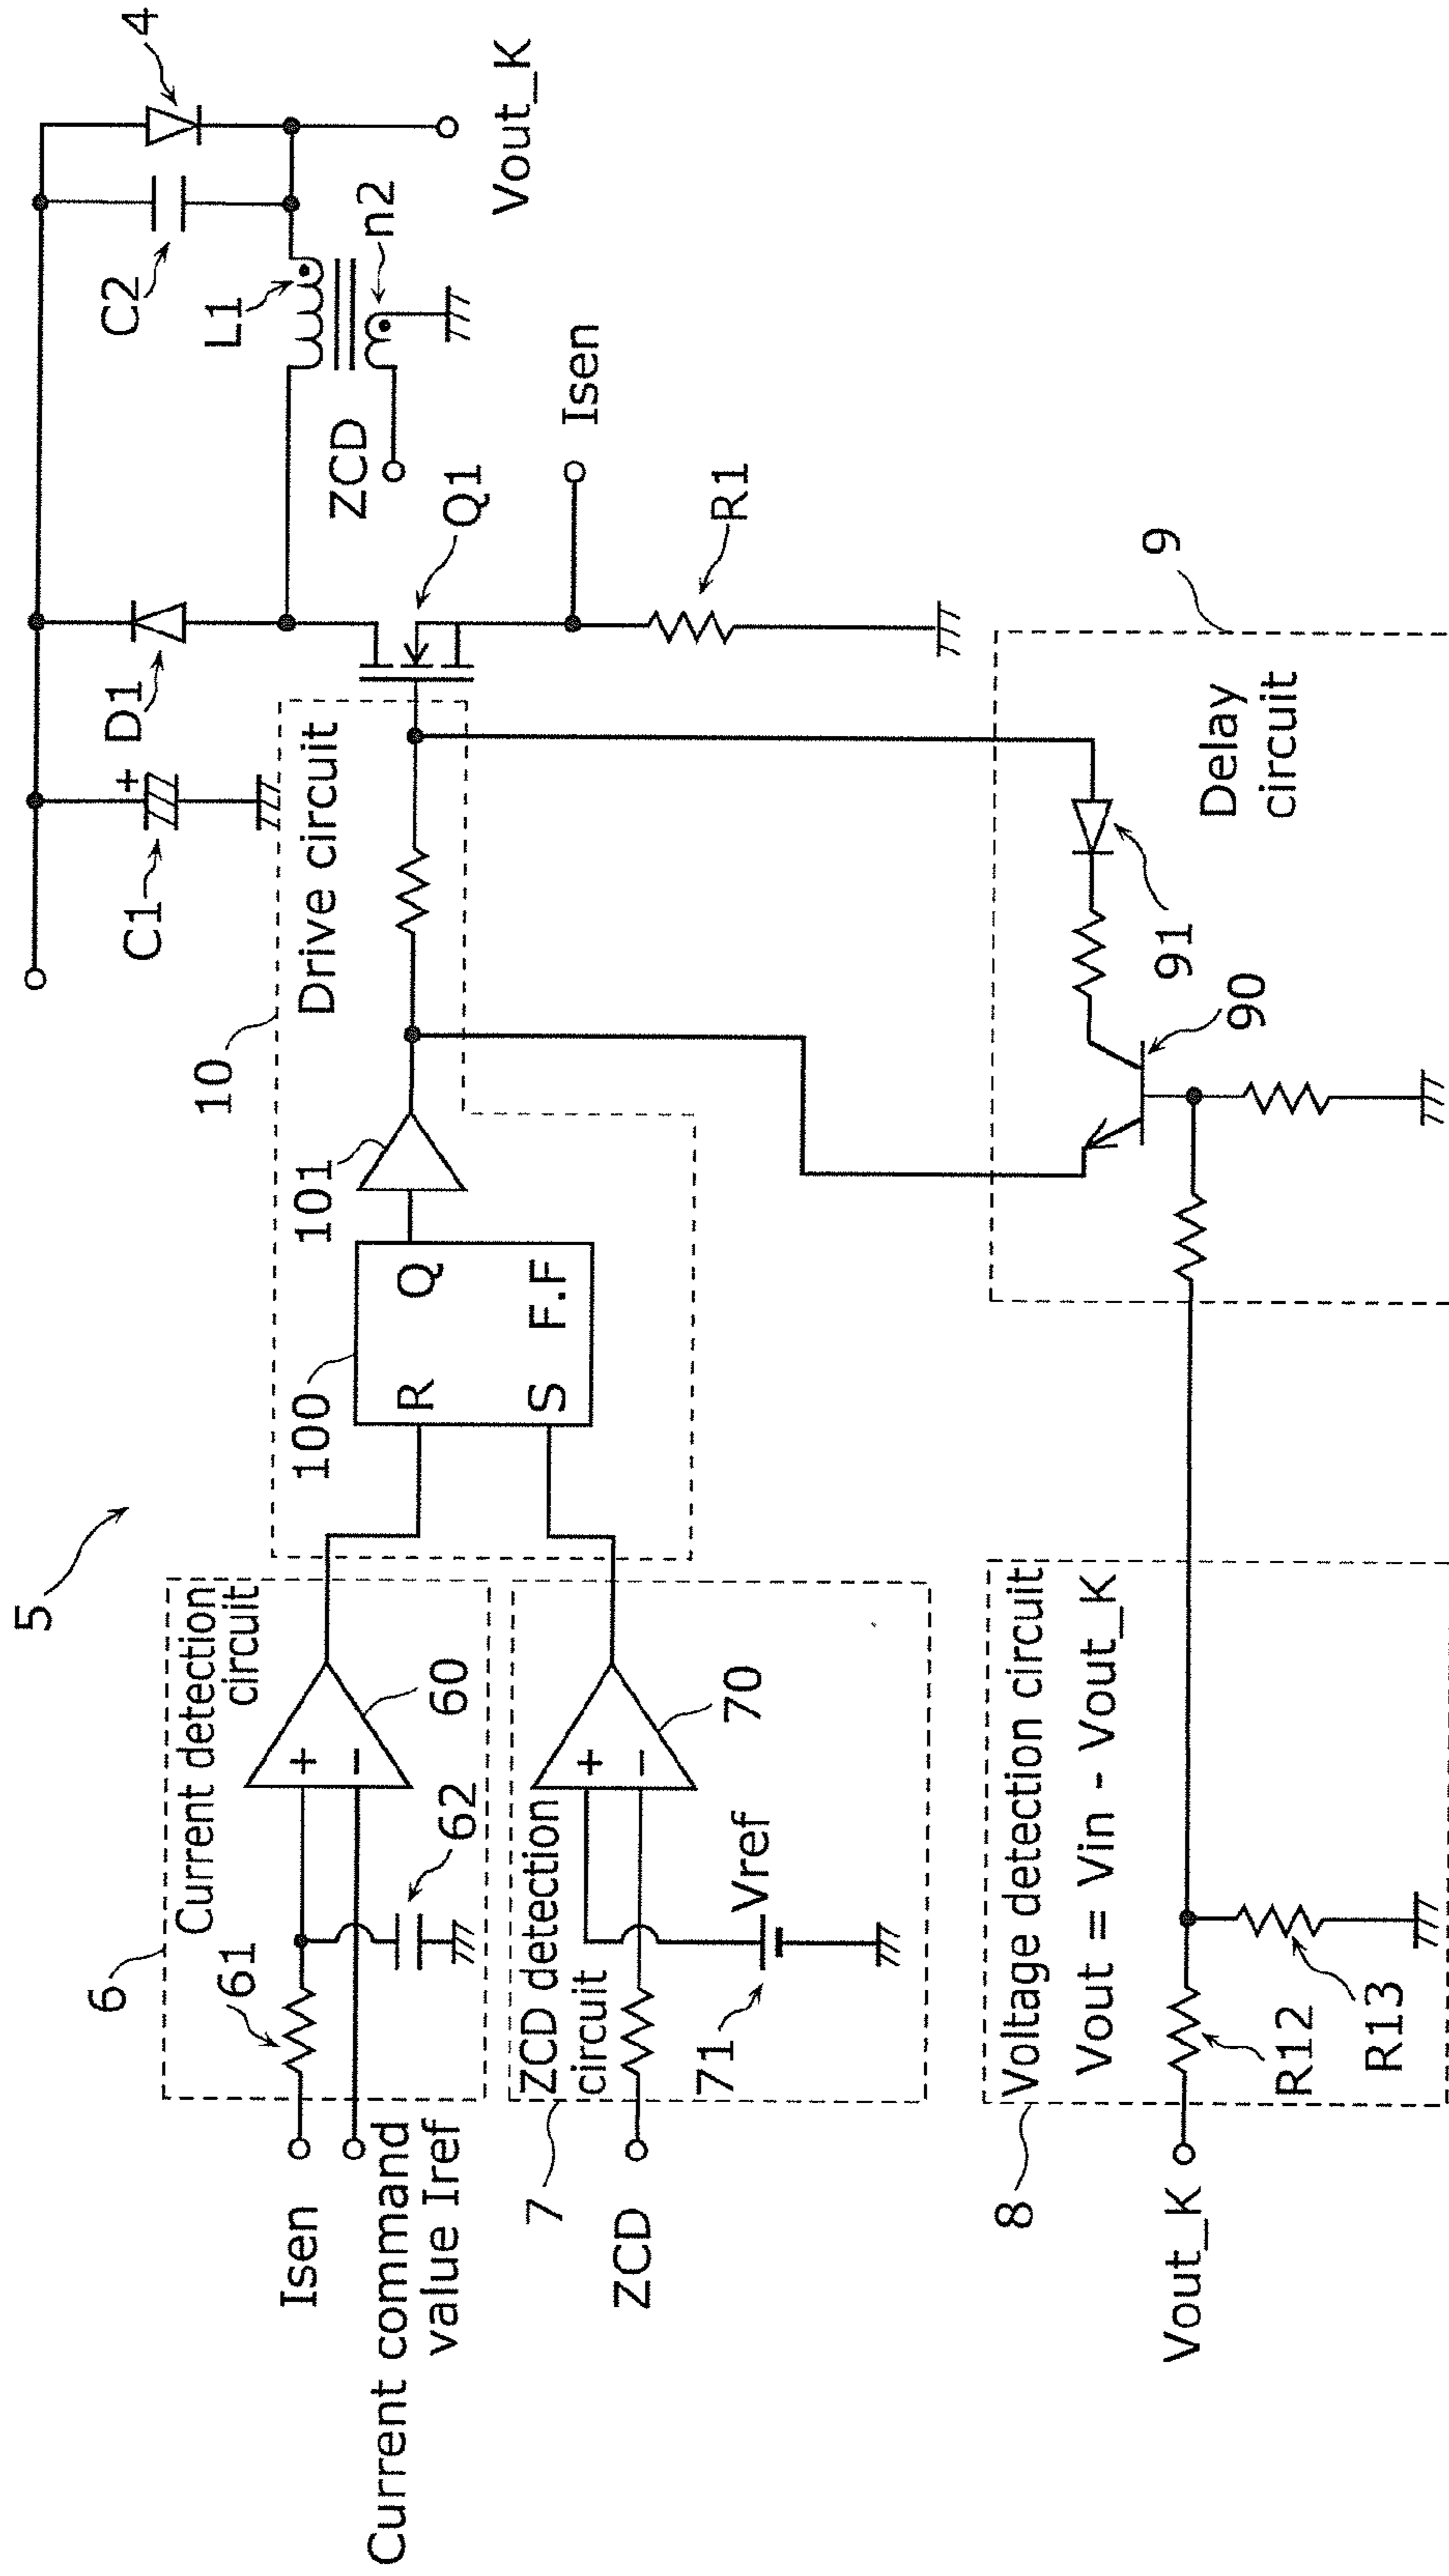 5
4
C1
+
D1
C2
L1
n2
ZCD
Vout_K
Q1
Isen
R1
10
Drive circuit
100
101
R
Q
S
F.F
6
Current detection
circuit
61
+
−
60
62
Isen
Current command
value Iref
7
ZCD detection
circuit
+
−
70
71
Vref
ZCD
8
Voltage detection circuit
Vout = Vin - Vout_K
R12
R13
Vout_K
9
Delay
circuit
90
91